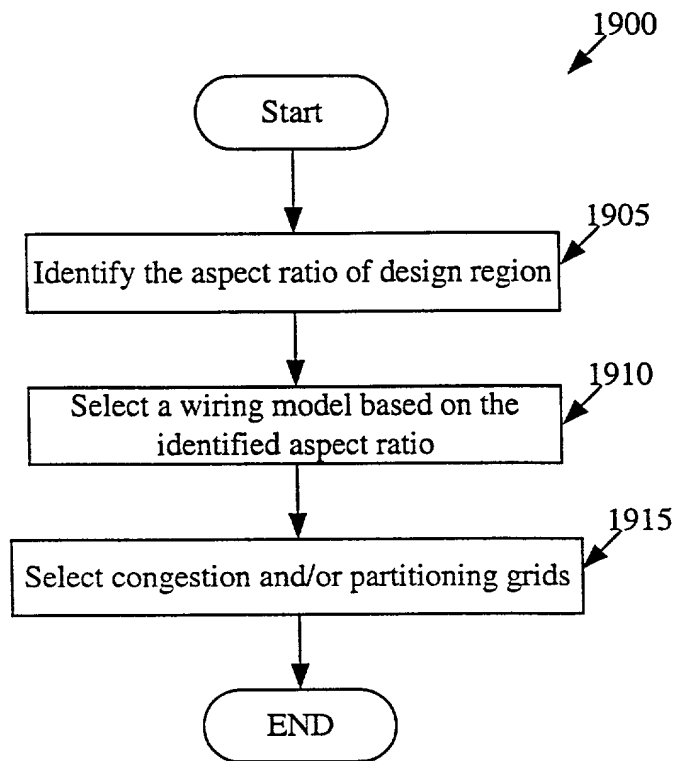 1900
Start
1905
Identify the aspect ratio of design region
1910
Select a wiring model based on the
identified aspect ratio
1915
Select congestion and/or partitioning grids
END